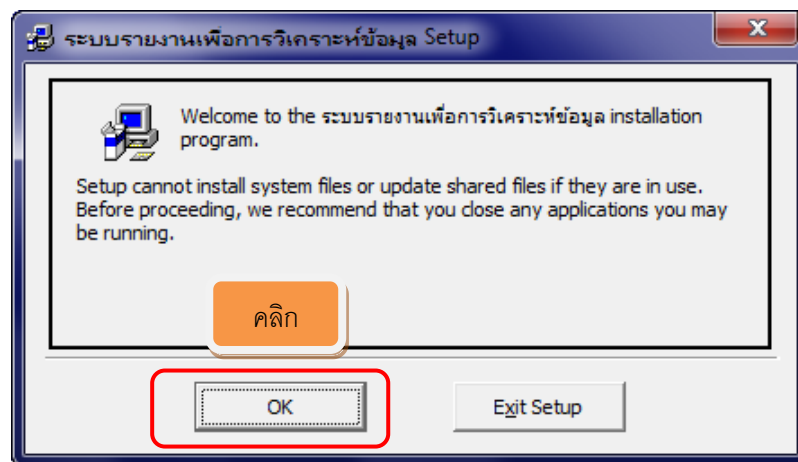 ระบบรายงานเพื่อการวิเคราะห์ข้อมูล Setup
Welcome to the ระบบรายงานเพื่อการวิเคราะห์ข้อมูล installation
program.
Setup cannot install system files or update shared files if they are in use.
Before proceeding, we recommend that you close any applications you may
be running.
คลิก
OK
Exit Setup